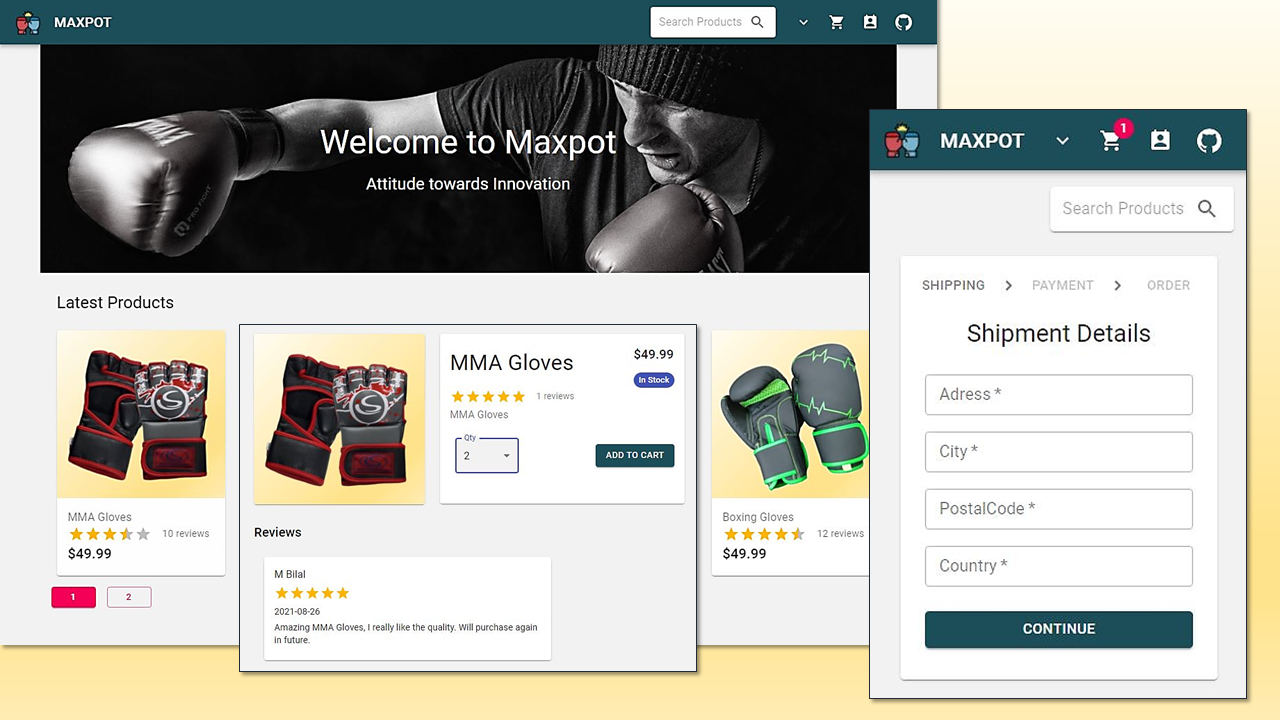 MAXPOT
Search Products
Welcome to Maxpot
Attitude towards Innovation
PRO FIGHT
Latest Products
MMA Gloves
10 reviews
$49.99
1
2
MMA Gloves
$49.99
In Stock
1 reviews
MMA Gloves
Qty
2
ADD TO CART
Reviews
M Bilal
2021-08-26
Amazing MMA Gloves, I really like the quality. Will purchase again
in future.
Boxing Gloves
12 reviews
$49.99
MAXPOT
1
Search Products
SHIPPING
PAYMENT
ORDER
Shipment Details
Adress *
City *
PostalCode *
Country *
CONTINUE